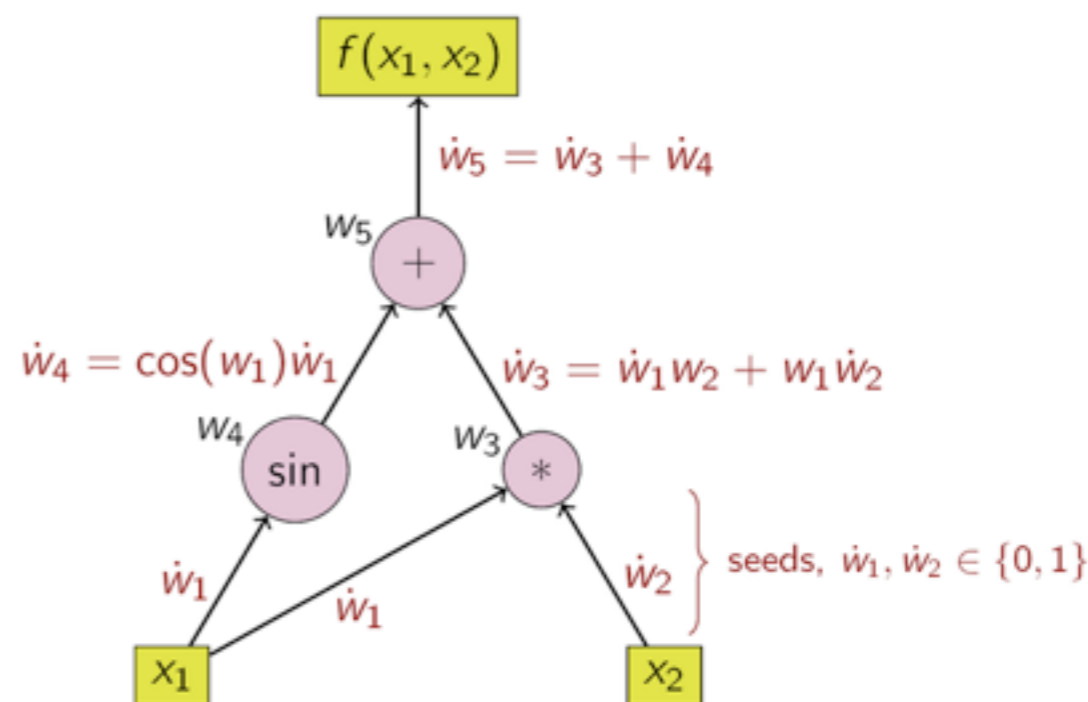 f(x₁, x₂)
ẇ₅ = ẇ₃ + ẇ₄
w₅
+
ẇ₄ = cos(w₁)ẇ₁
ẇ₃ = ẇ₁w₂ + w₁ẇ₂
w₄
sin
w₃
*
ẇ₁
ẇ₁
ẇ₂
seeds, ẇ₁, ẇ₂ ∈ {0, 1}
x₁
x₂